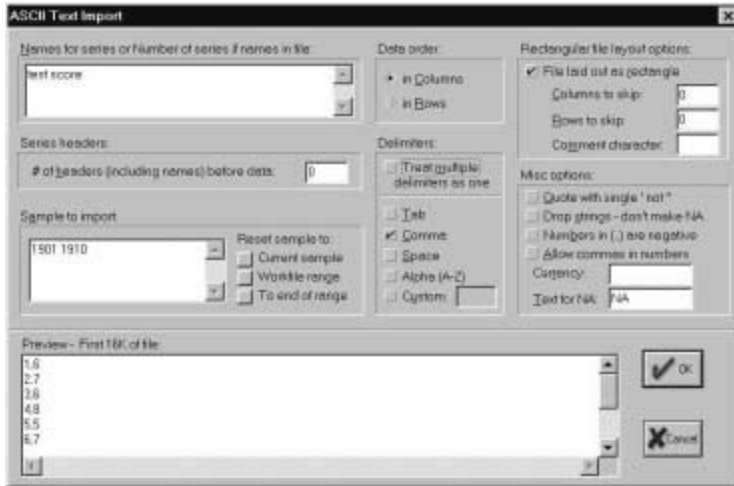 ASCII Text Import
Names for series or Number of series if names in file:
test score
Data order:
in Columns
in Rows
Rectangular file layout options:
File laid out as rectangle
Columns to skip: 0
Rows to skip: 0
Comment character:
Series headers:
# of headers (including names) before data: 0
Delimiters:
Treat multiple
delimiters as one
Tab
Comma
Space
Alpha (A-Z)
Custom:
Misc options:
Quote with single ' not "
Drop strings - don't make NA
Numbers in (.) are negative
Allow commas in numbers
Currency:
Text for NA: NA
Sample to import
1901 1910
Reset sample to:
Current sample
Workfile range
To end of range
Preview - First 16K of file:
1,6
2,7
3,6
4,8
5,5
6,7
OK
Cancel